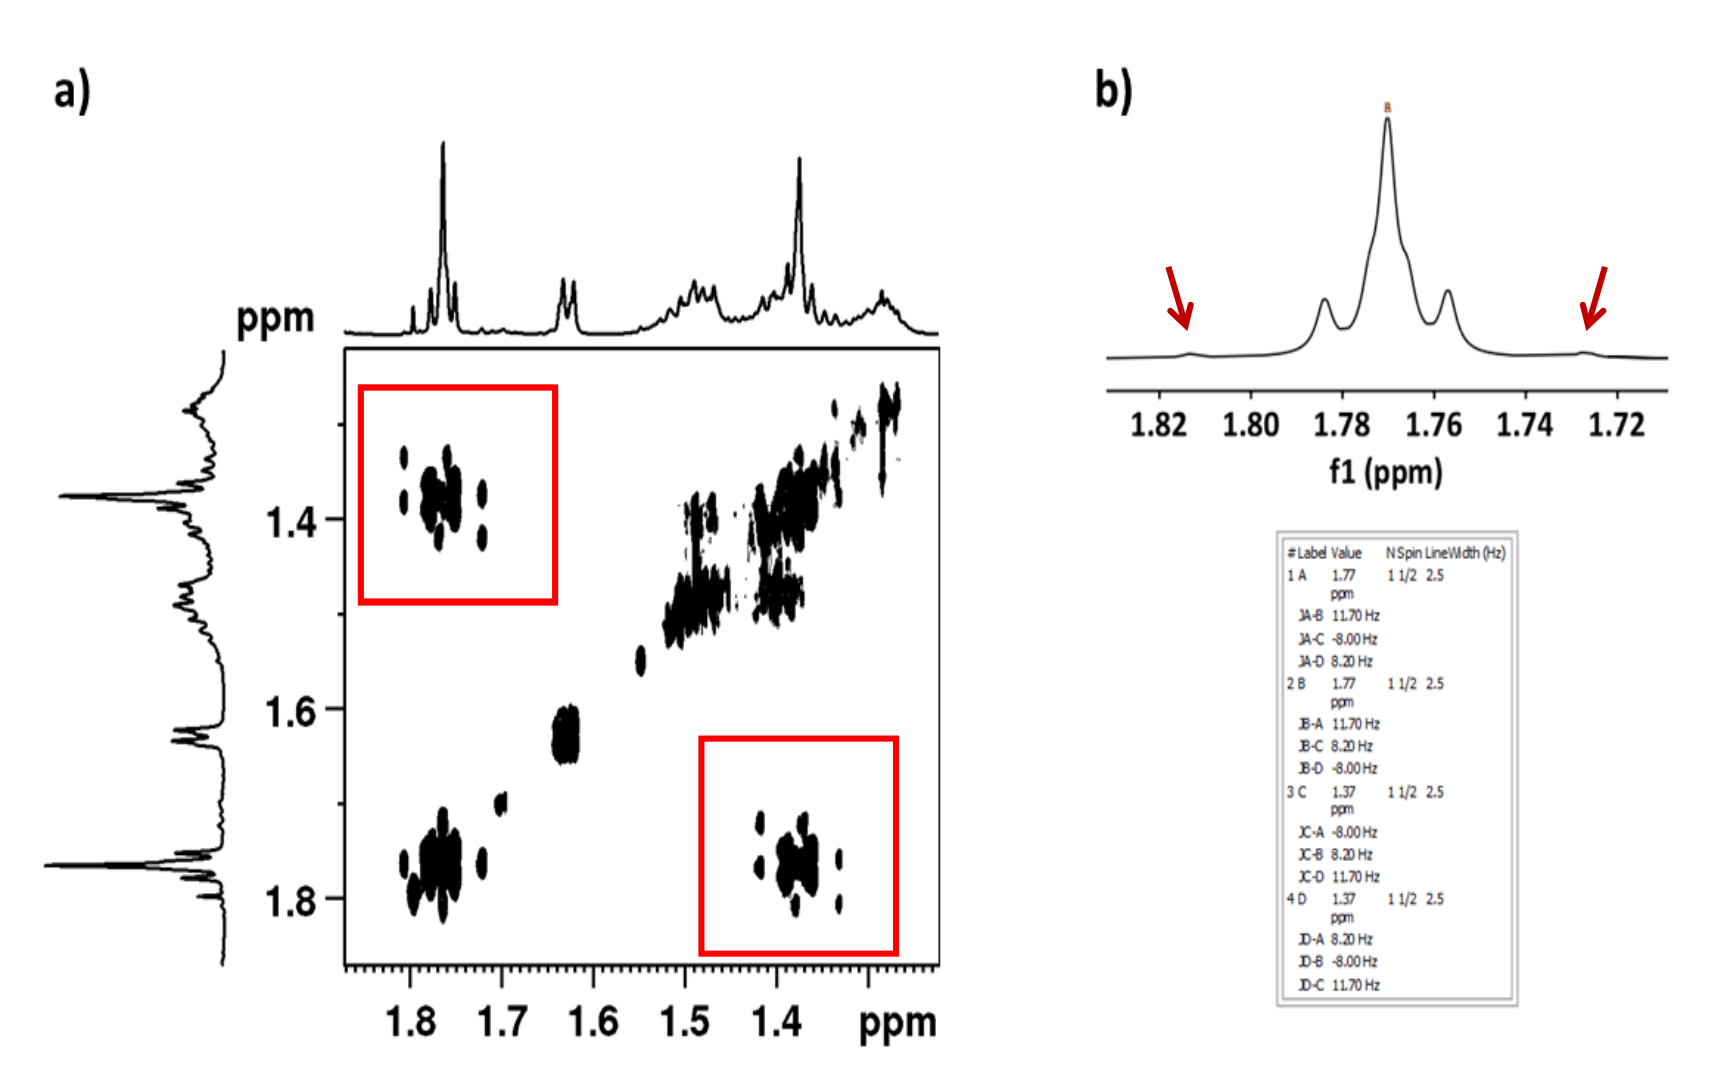 a)
ppm
1.4
1.6
1.8
1.8 1.7 1.6 1.5 1.4 ppm
b)
1.82 1.80 1.78 1.76 1.74 1.72
f1 (ppm)
# Label Value N Spin LineWidth (Hz)
1 A 1.77 1 1/2 2.5
ppm
JA-B 11.70 Hz
JA-C -8.00 Hz
JA-D 8.20 Hz
2 B 1.77 1 1/2 2.5
ppm
JB-A 11.70 Hz
JB-C 8.20 Hz
JB-D -8.00 Hz
3 C 1.37 1 1/2 2.5
ppm
JC-A -8.00 Hz
JC-B 8.20 Hz
JC-D 11.70 Hz
4 D 1.37 1 1/2 2.5
ppm
JD-A 8.20 Hz
JD-B -8.00 Hz
JD-C 11.70 Hz